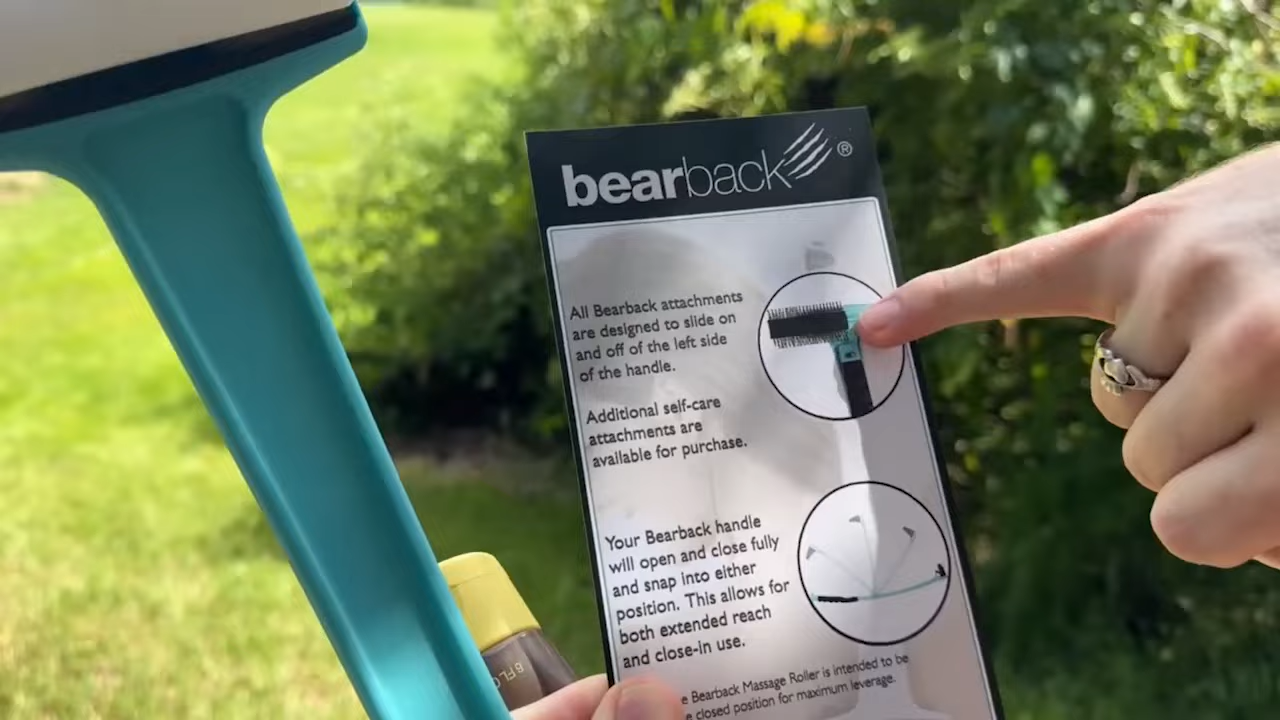 bearback®
All Bearback attachments
are designed to slide on
and off of the left side
of the handle.
Additional self-care
attachments are
available for purchase.
Your Bearback handle
will open and close fully
and snap into either
position. This allows for
both extended reach
and close-in use.
e Bearback Massage Roller is intended to be
e closed position for maximum leverage.
6 FL